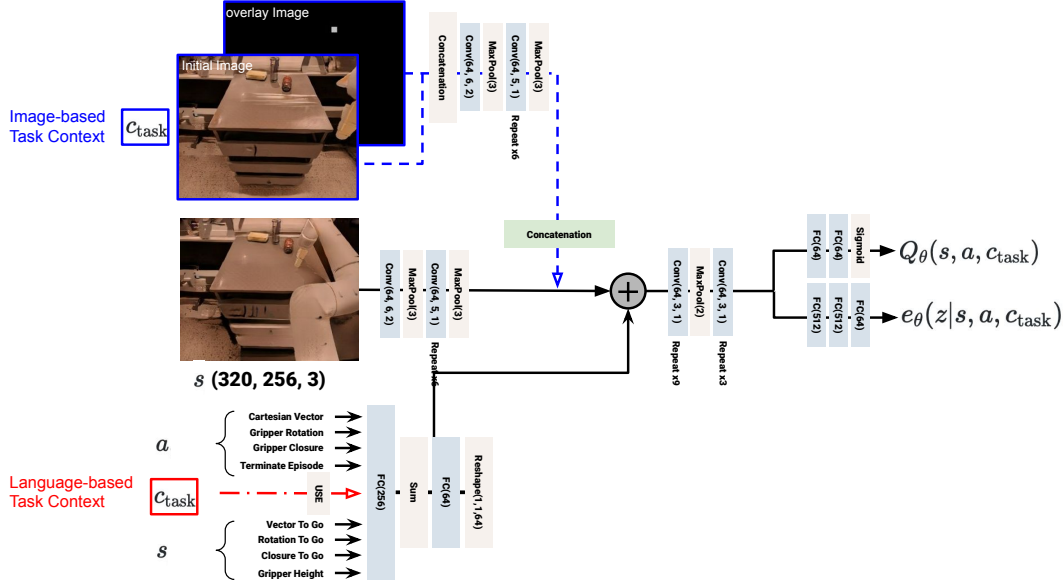 overlay Image
Initial Image
Image-based
Task Context
c_task
Concatenation
Conv(64, 6, 2)
MaxPool(3)
Conv(64, 5, 1)
MaxPool(3)
Repeat x6
Concatenation
Conv(64, 6, 2)
MaxPool(3)
Conv(64, 5, 1)
MaxPool(3)
Repeat x6
s (320, 256, 3)
+
Conv(64, 3, 1)
MaxPool(2)
Conv(64, 3, 1)
Repeat x9
Repeat x3
FC(64)
FC(64)
Sigmoid
Q_θ(s, a, c_task)
FC(512)
FC(512)
FC(64)
e_θ(z|s, a, c_task)
a
Cartesian Vector
Gripper Rotation
Gripper Closure
Terminate Episode
Language-based
Task Context
c_task
USE
s
Vector To Go
Rotation To Go
Closure To Go
Gripper Height
FC(256)
Sum
FC(64)
Reshape(1,1,64)